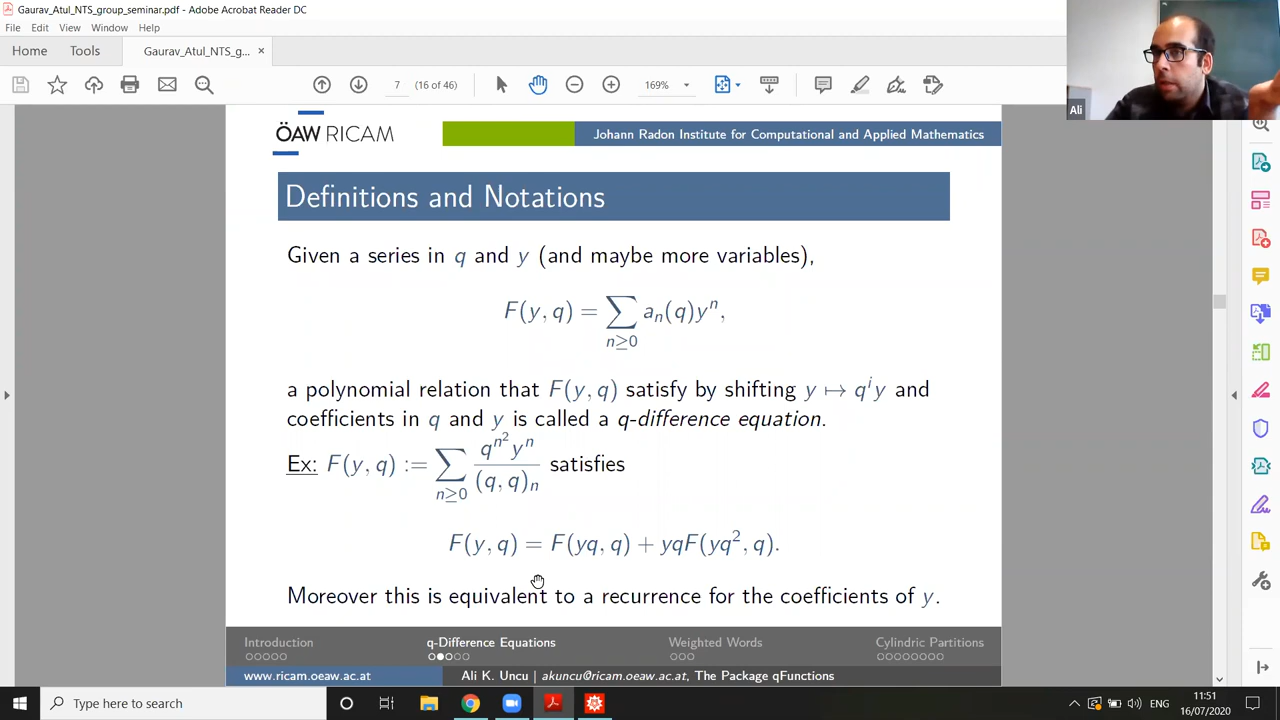 Gaurav_Atul_NTS_group_seminar.pdf - Adobe Acrobat Reader DC
File Edit View Window Help
Home Tools Gaurav_Atul_NTS_g... ×
7 (16 of 46) 169%
Ali
ÖAW RICAM
Johann Radon Institute for Computational and Applied Mathematics
Definitions and Notations
Given a series in q and y (and maybe more variables),
F(y, q) = ∑_{n≥0} a_n(q)y^n,
a polynomial relation that F(y, q) satisfy by shifting y ↦ q^i y and
coefficients in q and y is called a q-difference equation.
Ex: F(y, q) := ∑_{n≥0} q^{n^2} y^n / (q, q)_n satisfies
F(y, q) = F(yq, q) + yqF(yq^2, q).
Moreover this is equivalent to a recurrence for the coefficients of y.
Introduction q-Difference Equations Weighted Words Cylindric Partitions
www.ricam.oeaw.ac.at Ali K. Uncu | akuncu@ricam.oeaw.ac.at, The Package qFunctions
Type here to search
ENG
11:51
16/07/2020